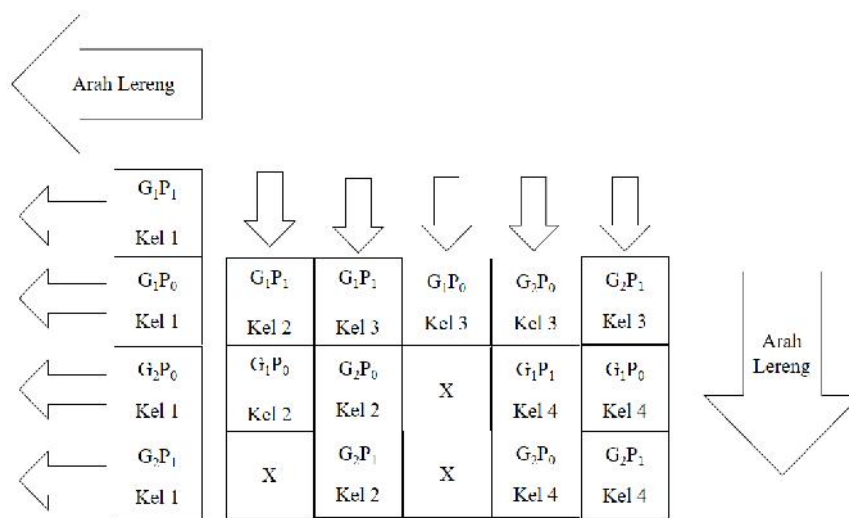 Arah Lereng
G₁P₁
Kel 1
G₁P₀
Kel 1
G₁P₁
Kel 2
G₁P₁
Kel 3
G₁P₀
Kel 3
G₂P₀
Kel 3
G₂P₁
Kel 3
G₂P₀
Kel 1
G₁P₀
Kel 2
G₂P₀
Kel 2
X
G₁P₁
Kel 4
G₁P₀
Kel 4
Arah
Lereng
G₂P₁
Kel 1
X
G₂P₁
Kel 2
X
G₂P₀
Kel 4
G₂P₁
Kel 4